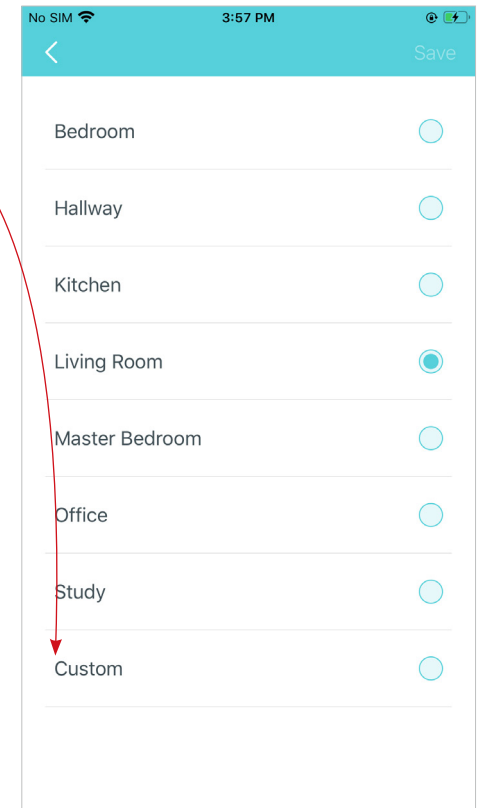 No SIM 3:57 PM
Save
Bedroom
Hallway
Kitchen
Living Room
Master Bedroom
Office
Study
Custom